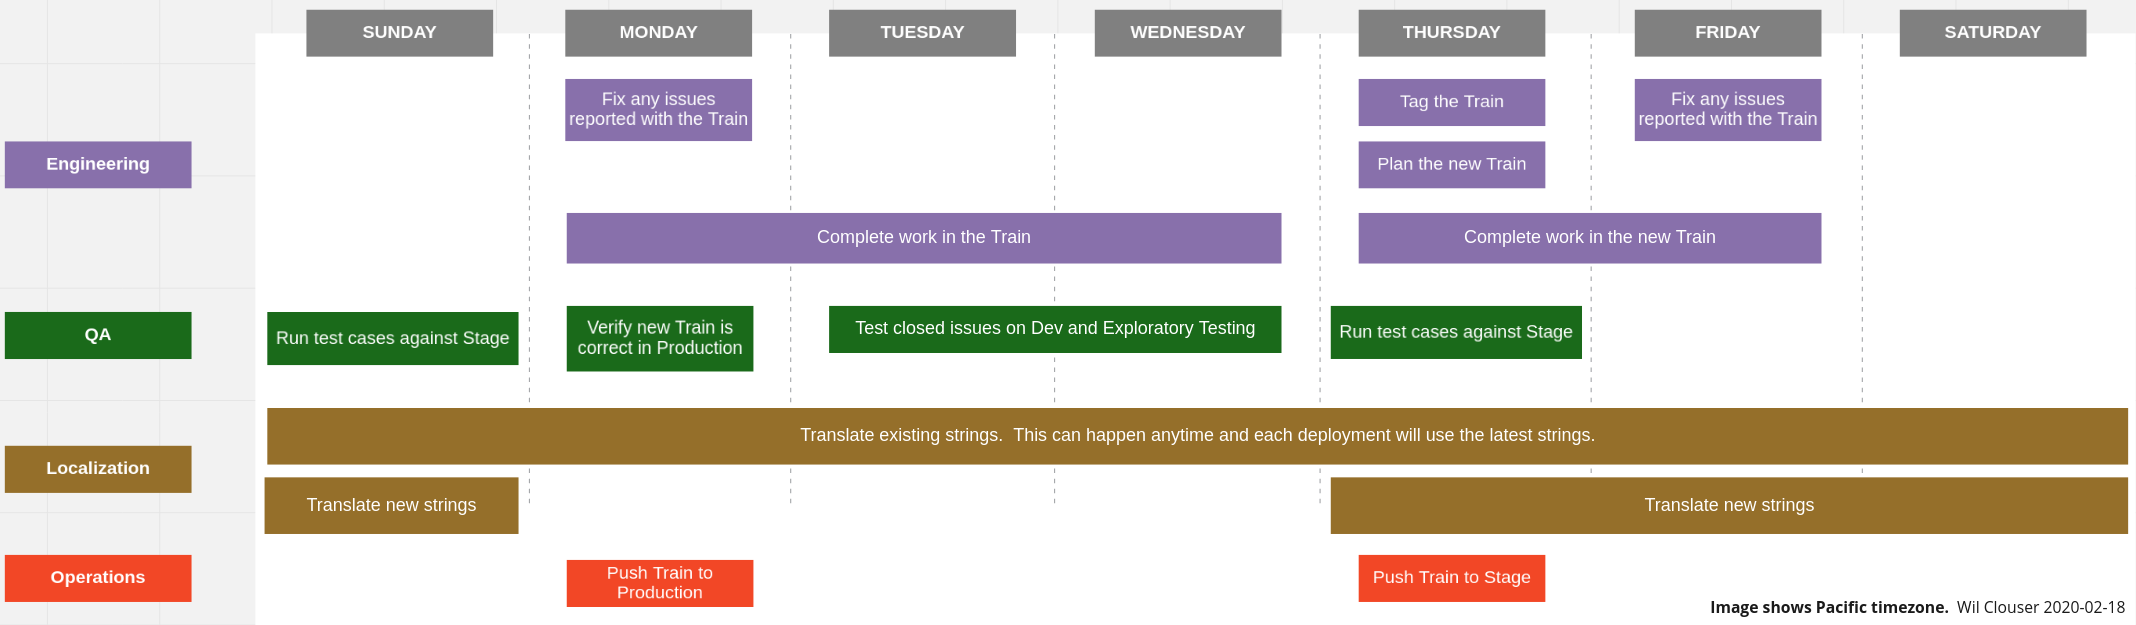 SUNDAY
MONDAY
TUESDAY
WEDNESDAY
THURSDAY
FRIDAY
SATURDAY
Engineering
Fix any issues
reported with the Train
Tag the Train
Fix any issues
reported with the Train
Plan the new Train
Complete work in the Train
Complete work in the new Train
QA
Run test cases against Stage
Verify new Train is
correct in Production
Test closed issues on Dev and Exploratory Testing
Run test cases against Stage
Localization
Translate existing strings.  This can happen anytime and each deployment will use the latest strings.
Translate new strings
Translate new strings
Operations
Push Train to
Production
Push Train to Stage
Image shows Pacific timezone.  Wil Clouser 2020-02-18